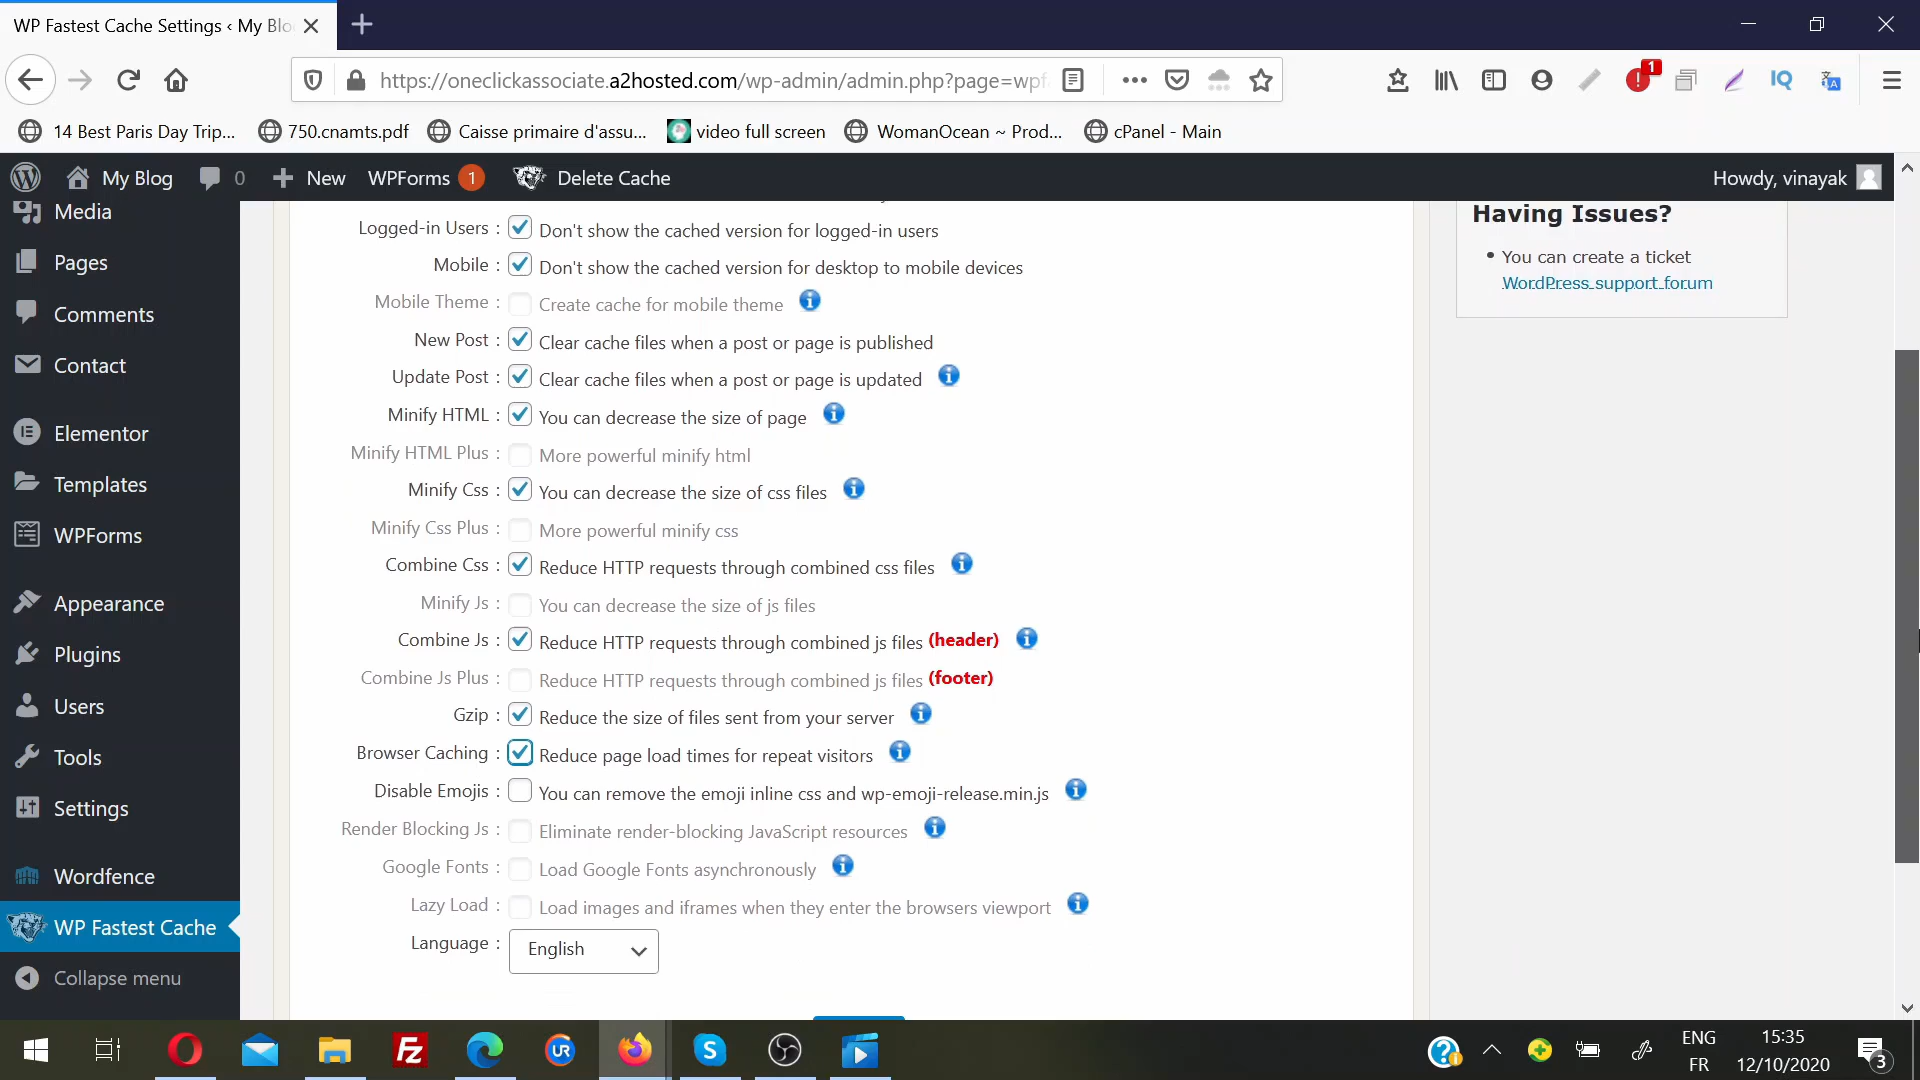 WP Fastest Cache Settings ‹ My Blo
https://oneclickassociate.a2hosted.com/wp-admin/admin.php?page=wpf
1
IQ
14 Best Paris Day Trip...
750.cnamts.pdf
Caisse primaire d'assu...
video full screen
WomanOcean ~ Prod...
cPanel - Main
My Blog
0
New
WPForms 1
Delete Cache
Howdy, vinayak
Media
Pages
Comments
Contact
Elementor
Templates
WPForms
Appearance
Plugins
Users
Tools
Settings
Wordfence
WP Fastest Cache
Collapse menu
Logged-in Users : Don't show the cached version for logged-in users
Mobile : Don't show the cached version for desktop to mobile devices
Mobile Theme : Create cache for mobile theme
New Post : Clear cache files when a post or page is published
Update Post : Clear cache files when a post or page is updated
Minify HTML : You can decrease the size of page
Minify HTML Plus : More powerful minify html
Minify Css : You can decrease the size of css files
Minify Css Plus : More powerful minify css
Combine Css : Reduce HTTP requests through combined css files
Minify Js : You can decrease the size of js files
Combine Js : Reduce HTTP requests through combined js files (header)
Combine Js Plus : Reduce HTTP requests through combined js files (footer)
Gzip : Reduce the size of files sent from your server
Browser Caching : Reduce page load times for repeat visitors
Disable Emojis : You can remove the emoji inline css and wp-emoji-release.min.js
Render Blocking Js : Eliminate render-blocking JavaScript resources
Google Fonts : Load Google Fonts asynchronously
Lazy Load : Load images and iframes when they enter the browsers viewport
Language : English
Having Issues?
You can create a ticket
WordPress support forum
UR
ENG
FR
15:35
12/10/2020
3